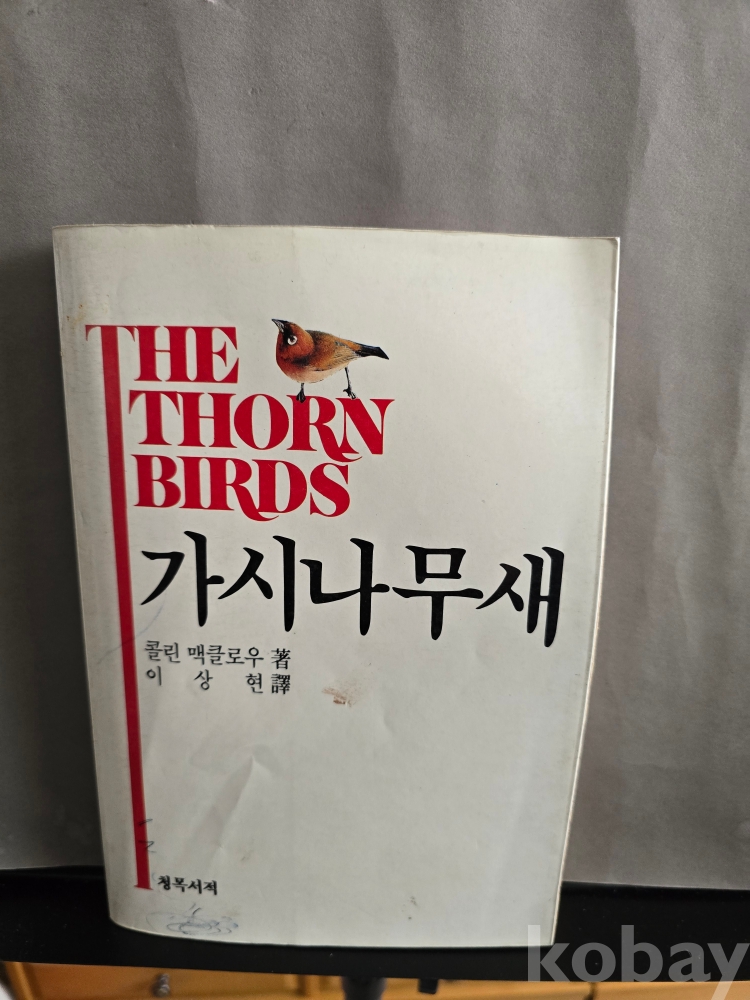 THE
THORN
BIRDS
가시나무새
콜린 맥클로우 著
이 상 현 譯
청목서적
kobay